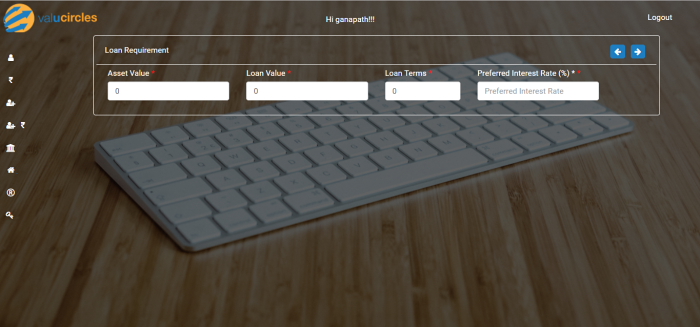 valucircles
Hi ganapath!!!
Logout
Loan Requirement
Asset Value *
Loan Value *
Loan Terms *
Preferred Interest Rate (%) * *
0
0
0
Preferred Interest Rate